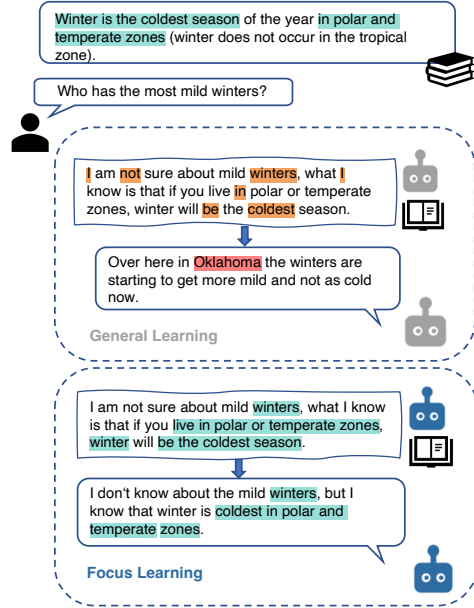 Winter is the coldest season of the year in polar and
temperate zones (winter does not occur in the tropical
zone).
Who has the most mild winters?
I am not sure about mild winters, what I
know is that if you live in polar or temperate
zones, winter will be the coldest season.
Over here in Oklahoma the winters are
starting to get more mild and not as cold
now.
General Learning
I am not sure about mild winters, what I know
is that if you live in polar or temperate zones,
winter will be the coldest season.
I don't know about the mild winters, but I
know that winter is coldest in polar and
temperate zones.
Focus Learning